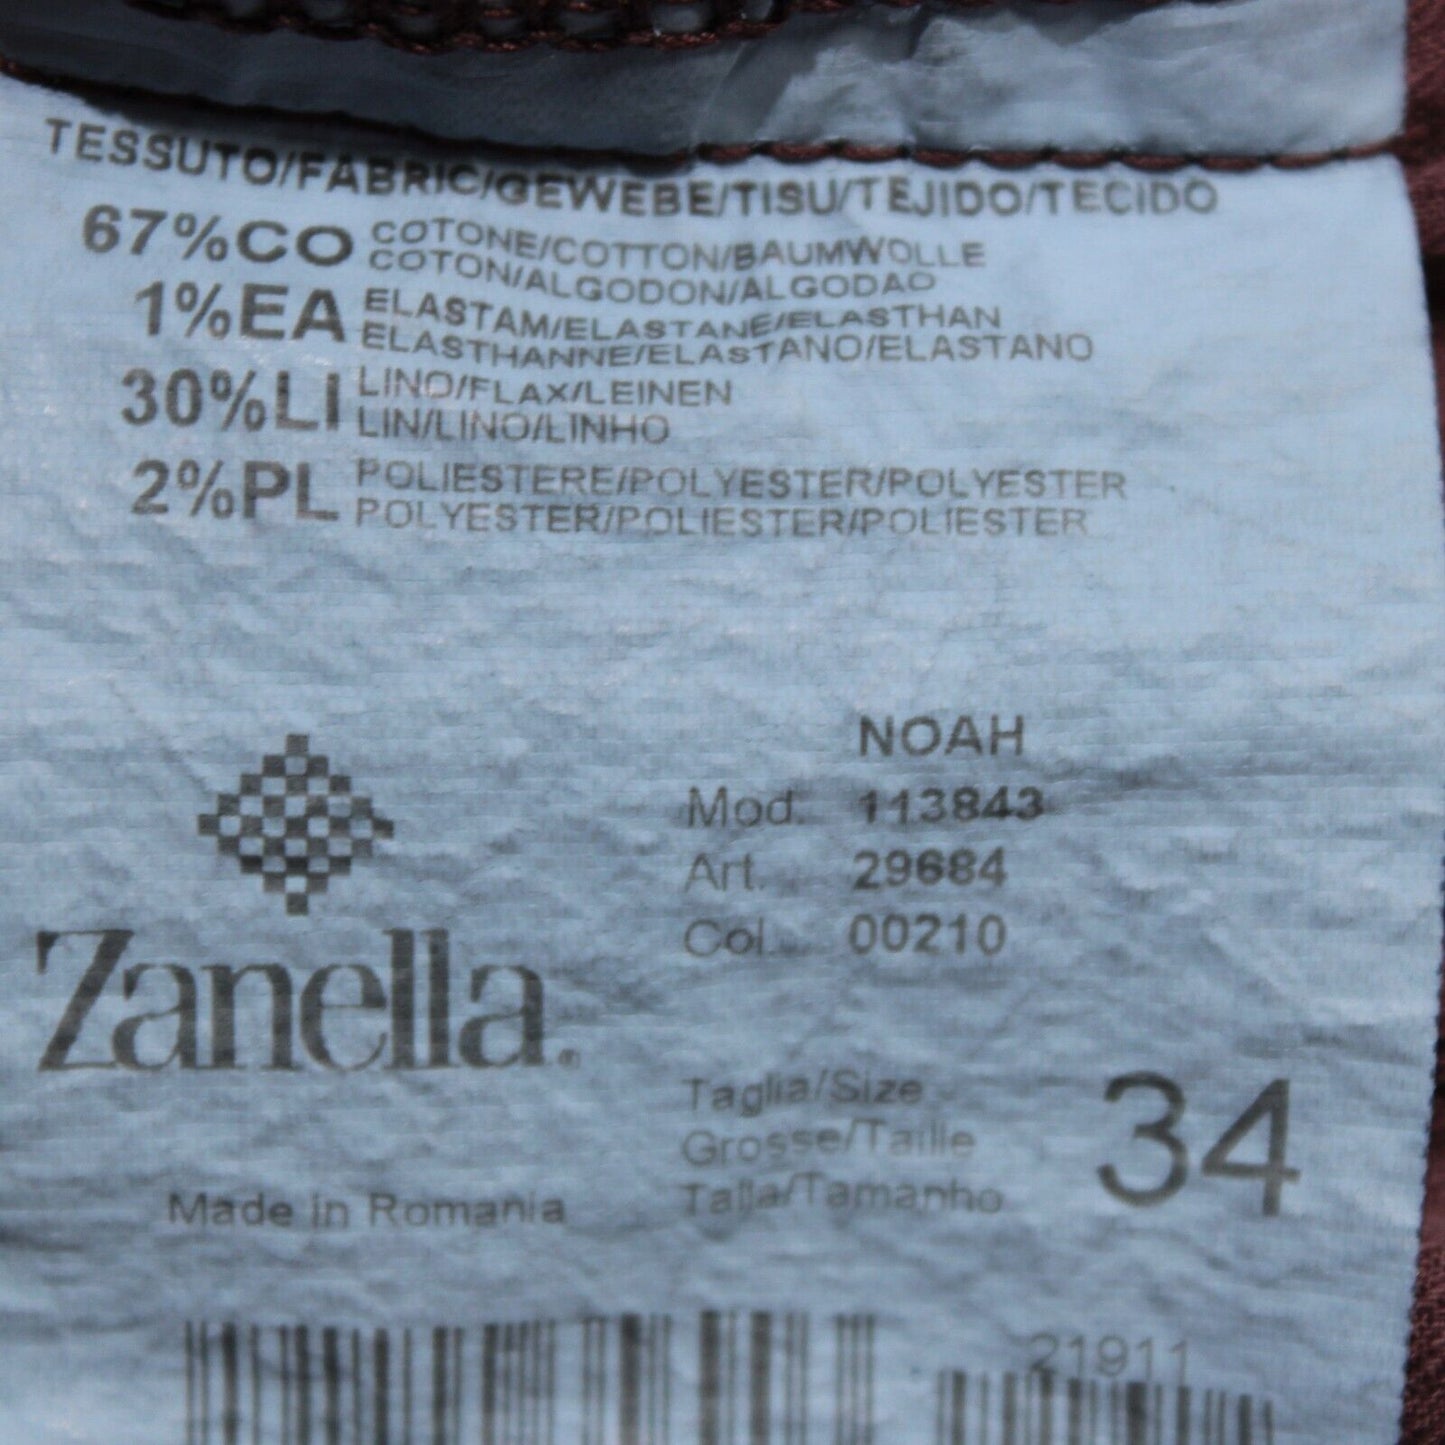 TESSUTO/FABRIC/GEWEBE/TISU/TEJIDO/TECIDO
67%CO COTONE/COTTON/BAUMWOLLE
COTON/ALGODON/ALGODAO
1%EA ELASTAM/ELASTANE/ELASTHAN
ELASTHANNE/ELASTANO/ELASTANO
30%LI LINO/FLAX/LEINEN
LIN/LINO/LINHO
2%PL POLIESTERE/POLYESTER/POLYESTER
POLYESTER/POLIESTER/POLIESTER
NOAH
Mod. 113843
Art. 29684
Col. 00210
Zanella®
Taglia/Size
Grosse/Taille
Talla/Tamanho
34
Made in Romania
21911